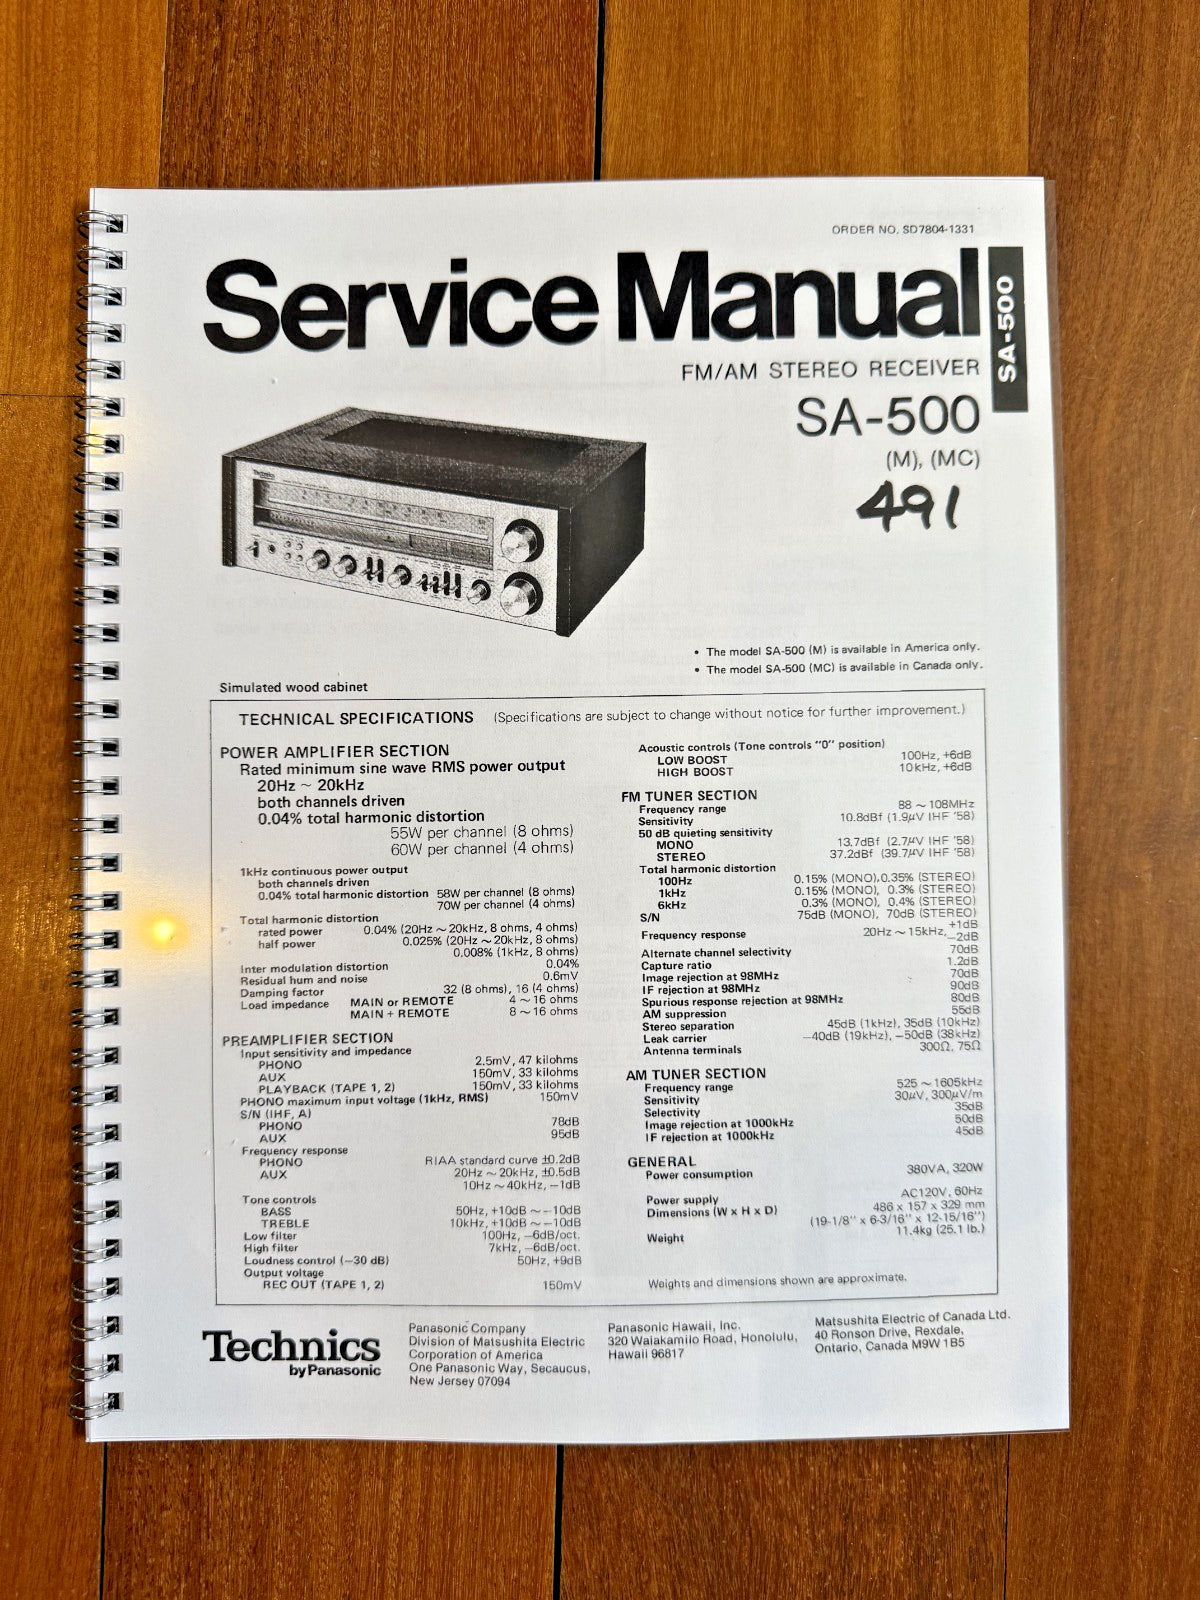 ORDER NO. SD7804-1331
Service Manual
SA-500
FM/AM STEREO RECEIVER
SA-500
(M), (MC)
491
Technics
• The model SA-500 (M) is available in America only.
• The model SA-500 (MC) is available in Canada only.
Simulated wood cabinet
TECHNICAL SPECIFICATIONS (Specifications are subject to change without notice for further improvement.)
POWER AMPLIFIER SECTION
Rated minimum sine wave RMS power output
20Hz ~ 20kHz
both channels driven
0.04% total harmonic distortion
55W per channel (8 ohms)
60W per channel (4 ohms)
1kHz continuous power output
both channels driven
0.04% total harmonic distortion 58W per channel (8 ohms)
70W per channel (4 ohms)
Total harmonic distortion
rated power 0.04% (20Hz ~ 20kHz, 8 ohms, 4 ohms)
half power 0.025% (20Hz ~ 20kHz, 8 ohms)
0.008% (1kHz, 8 ohms)
Inter modulation distortion 0.04%
Residual hum and noise 0.6mV
Damping factor 32 (8 ohms), 16 (4 ohms)
Load impedance MAIN or REMOTE 4 ~ 16 ohms
MAIN + REMOTE 8 ~ 16 ohms
PREAMPLIFIER SECTION
Input sensitivity and impedance
PHONO 2.5mV, 47 kilohms
AUX 150mV, 33 kilohms
PLAYBACK (TAPE 1, 2) 150mV, 33 kilohms
PHONO maximum input voltage (1kHz, RMS) 150mV
S/N (IHF, A)
PHONO 78dB
AUX 95dB
Frequency response
PHONO RIAA standard curve ±0.2dB
AUX 20Hz ~ 20kHz, ±0.5dB
10Hz ~ 40kHz, −1dB
Tone controls
BASS 50Hz, +10dB ~ −10dB
TREBLE 10kHz, +10dB ~ −10dB
Low filter 100Hz, −6dB/oct.
High filter 7kHz, −6dB/oct.
Loudness control (−30 dB) 50Hz, +9dB
Output voltage
REC OUT (TAPE 1, 2) 150mV
Acoustic controls (Tone controls "0" position)
LOW BOOST 100Hz, +6dB
HIGH BOOST 10kHz, +6dB
FM TUNER SECTION
Frequency range 88 ~ 108MHz
Sensitivity 10.8dBf (1.9µV IHF '58)
50 dB quieting sensitivity
MONO 13.7dBf (2.7µV IHF '58)
STEREO 37.2dBf (39.7µV IHF '58)
Total harmonic distortion
100Hz 0.15% (MONO), 0.35% (STEREO)
1kHz 0.15% (MONO), 0.3% (STEREO)
6kHz 0.3% (MONO), 0.4% (STEREO)
S/N 75dB (MONO), 70dB (STEREO)
Frequency response 20Hz ~ 15kHz, +1dB −2dB
Alternate channel selectivity 70dB
Capture ratio 1.2dB
Image rejection at 98MHz 70dB
IF rejection at 98MHz 90dB
Spurious response rejection at 98MHz 80dB
AM suppression 55dB
Stereo separation 45dB (1kHz), 35dB (10kHz)
Leak carrier −40dB (19kHz), −50dB (38kHz)
Antenna terminals 300Ω, 75Ω
AM TUNER SECTION
Frequency range 525 ~ 1605kHz
Sensitivity 30µV, 300µV/m
Selectivity 35dB
Image rejection at 1000kHz 50dB
IF rejection at 1000kHz 45dB
GENERAL
Power consumption 380VA, 320W
Power supply AC120V, 60Hz
Dimensions (W x H x D) 486 x 157 x 329 mm
(19-1/8" x 6-3/16" x 12-15/16")
Weight 11.4kg (25.1 lb.)
Weights and dimensions shown are approximate.
Technics
by Panasonic
Panasonic Company
Division of Matsushita Electric
Corporation of America
One Panasonic Way, Secaucus,
New Jersey 07094
Panasonic Hawaii, Inc.
320 Waiakamilo Road, Honolulu,
Hawaii 96817
Matsushita Electric of Canada Ltd.
40 Ronson Drive, Rexdale,
Ontario, Canada M9W 1B5